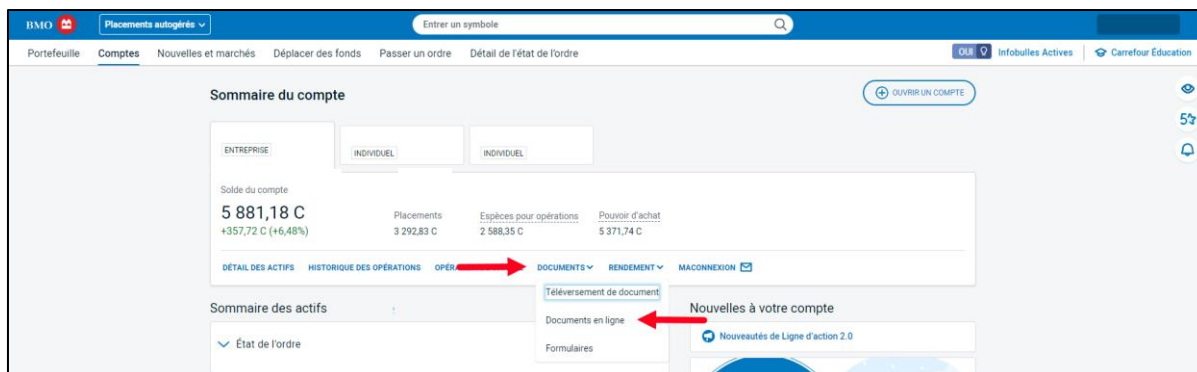 BMO Placements autogérés Entrer un symbole
Portefeuille Comptes Nouvelles et marchés Déplacer des fonds Passer un ordre Détail de l'état de l'ordre OUI Infobulles Actives Carrefour Éducation
Sommaire du compte OUVRIR UN COMPTE
ENTREPRISE INDIVIDUEL INDIVIDUEL
Solde du compte
5 881,18 C Placements Espèces pour opérations Pouvoir d'achat
+357,72 C (+6,48%) 3 292,83 C 2 588,35 C 5 371,74 C
DÉTAIL DES ACTIFS HISTORIQUE DES OPÉRATIONS DOCUMENTS RENDEMENT MACONNEXION
Téléversement de document
Sommaire des actifs Nouvelles à votre compte
Documents en ligne
Nouveautés de Ligne d'action 2.0
État de l'ordre Formulaires